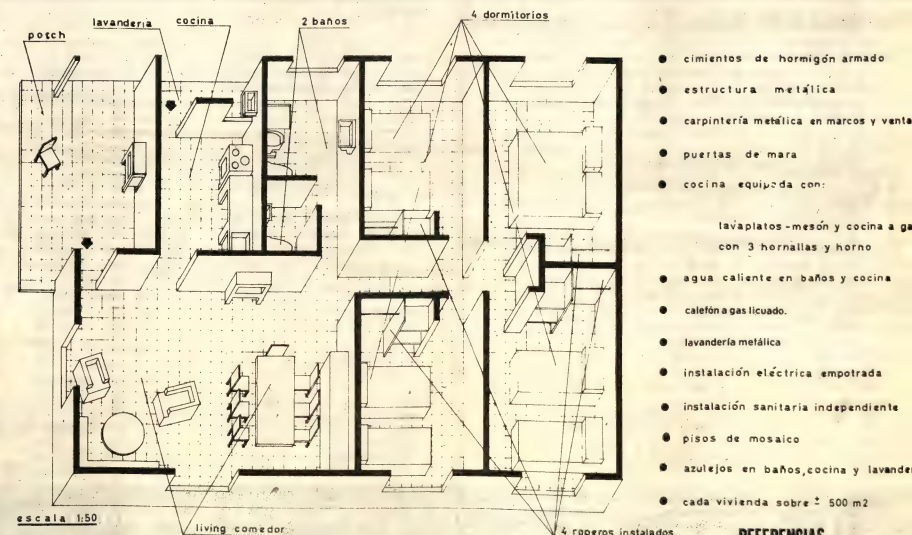 potch
lavanderia
cocina
2 baños
4 dormitorios
living comedor
4 roperos instalados
escala 1:50
● cimientos de hormigón armado
● estructura metálica
● carpintería metálica en marcos y venta
● puertas de mara
● cocina equipada con:
lavaplatos-mesón y cocina a ga
con 3 hornallas y horno
● agua caliente en baños y cocina
● calefón a gas licuado.
● lavandería metálica
● instalación eléctrica empotrada
● instalación sanitaria independiente
● pisos de mosaico
● azulejos en baños, cocina y lavander
● cada vivienda sobre ± 500 m2
REFERENCIAS